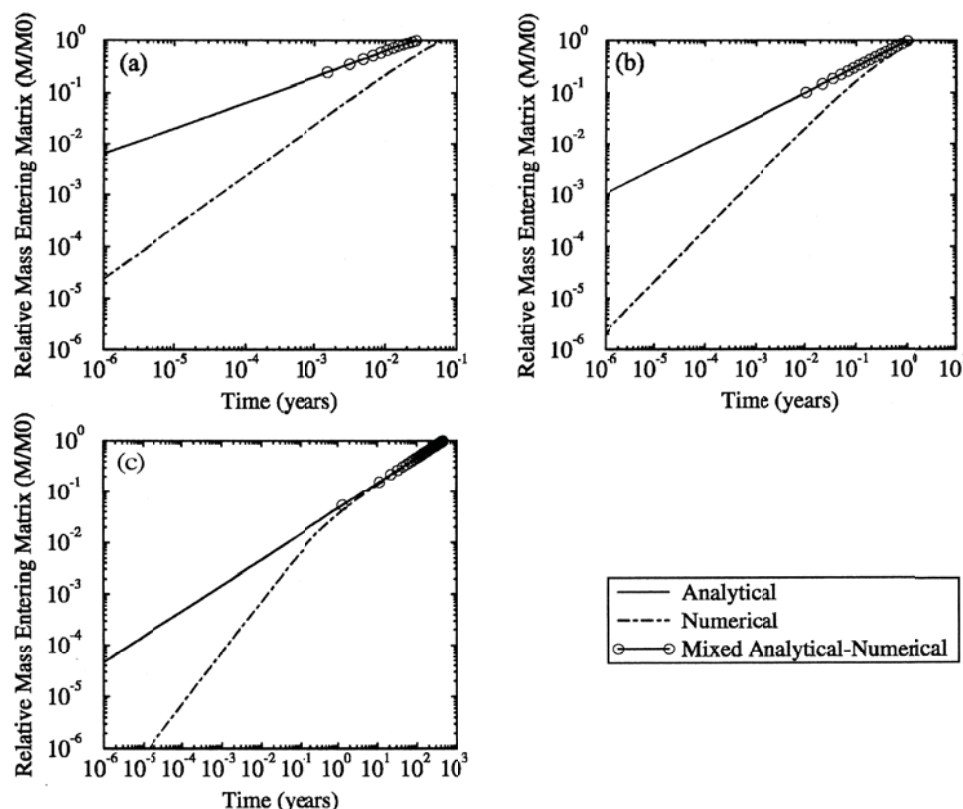 (a)
Relative Mass Entering Matrix (M/M0)
10^0
10^-1
10^-2
10^-3
10^-4
10^-5
10^-6
10^-6 10^-5 10^-4 10^-3 10^-2 10^-1
Time (years)
(b)
Relative Mass Entering Matrix (M/M0)
10^0
10^-1
10^-2
10^-3
10^-4
10^-5
10^-6
10^-6 10^-5 10^-4 10^-3 10^-2 10^-1 10^0 10^1
Time (years)
(c)
Relative Mass Entering Matrix (M/M0)
10^0
10^-1
10^-2
10^-3
10^-4
10^-5
10^-6
10^-6 10^-5 10^-4 10^-3 10^-2 10^-1 10^0 10^1 10^2 10^3
Time (years)
Analytical
Numerical
Mixed Analytical-Numerical